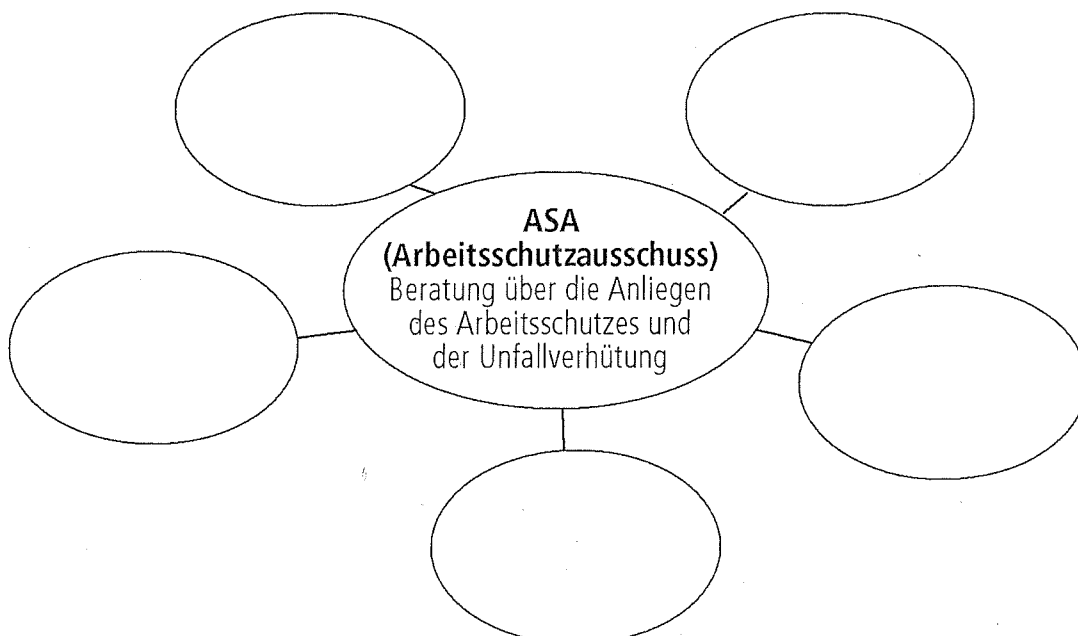 ASA
(Arbeitsschutzausschuss)
Beratung über die Anliegen
des Arbeitsschutzes und
der Unfallverhütung